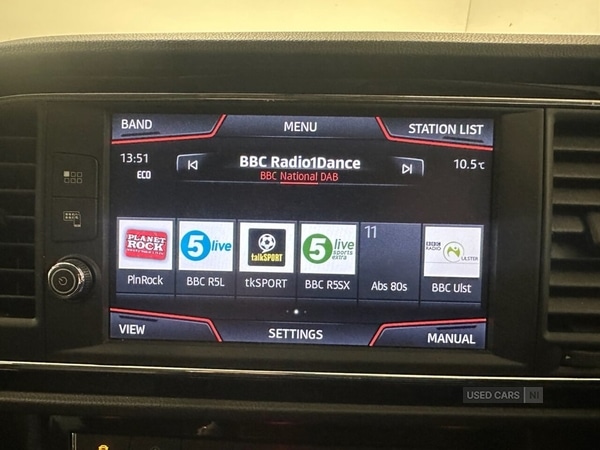 BAND
MENU
STATION LIST
13:51
ECO
BBC Radio1Dance
BBC National DAB
10.5°C
PLANET
ROCK
5 live
talkSPORT
5 live
sports
extra
11
BBC
RADIO
ULSTER
PlnRock
BBC R5L
tkSPORT
BBC R5SX
Abs 80s
BBC Ulst
VIEW
SETTINGS
MANUAL
USED CARS NI